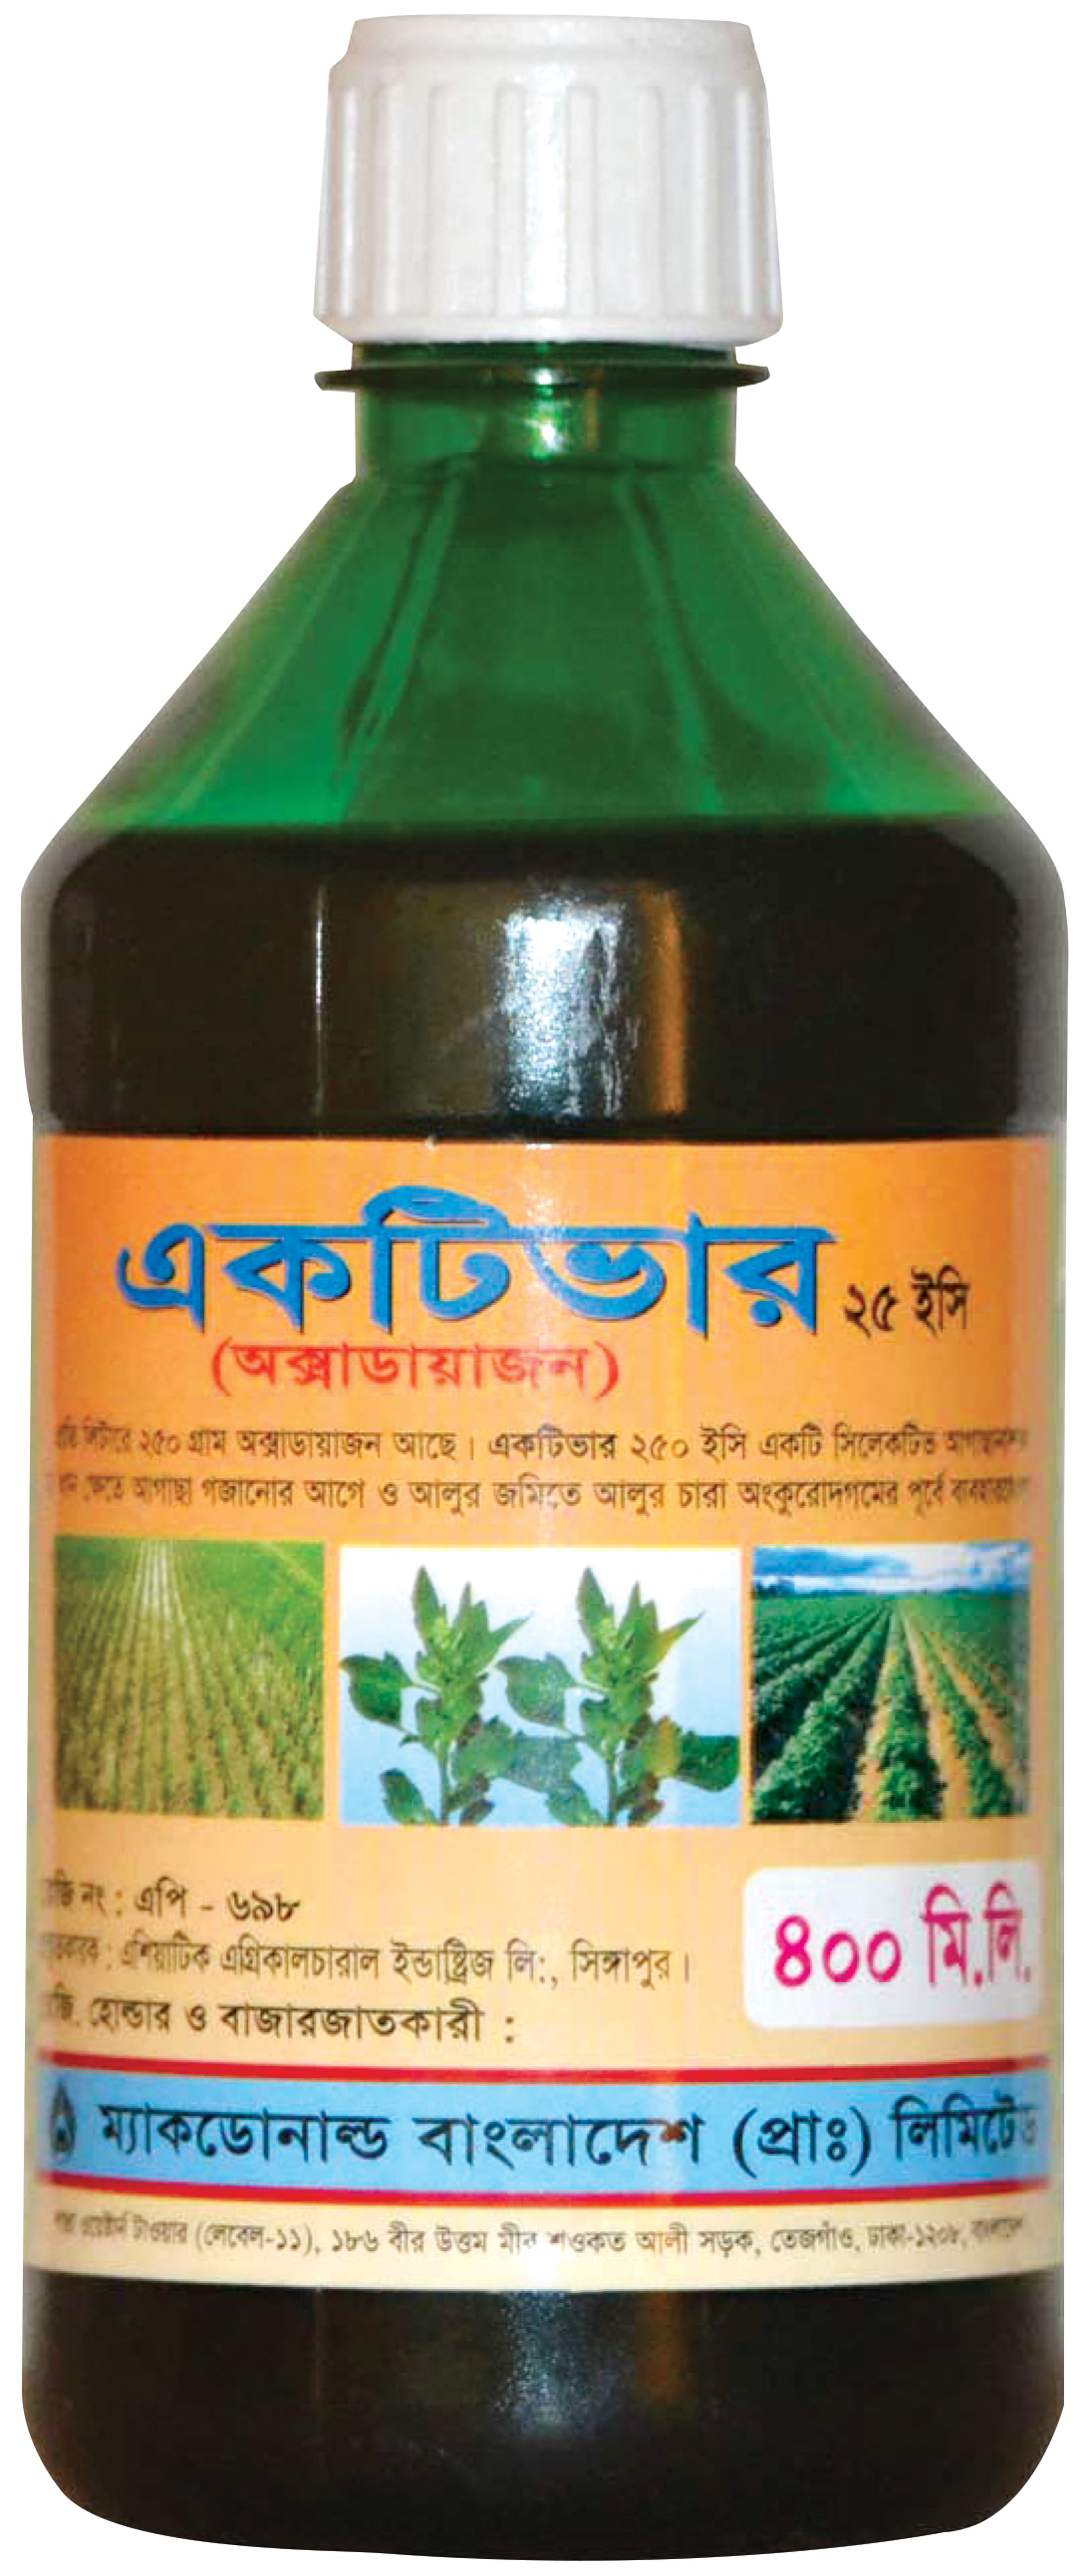 একটিভার ২৫ ইসি
(অক্সাডায়াজন)
প্রতি লিটারে ২৫০ গ্রাম অক্সাডায়াজন আছে। একটিভার ২৫০ ইসি একটি সিলেকটিভ
ক্ষেতে আগাছা গজানোর আগে ও আলুর জমিতে আলুর চারা অংকুরোদগমের পূর্বে
রেজি নং : এপি - ৬৯৮
৪০০ মি.লি.
: এশিয়াটিক এগ্রিকালচারাল ইন্ডাষ্ট্রিজ লি:, সিঙ্গাপুর।
রেজি. হোল্ডার ও বাজারজাতকারী :
ম্যাকডোনাল্ড বাংলাদেশ (প্রাঃ) লিমিটেড
ওয়েষ্টার্ন টাওয়ার (লেবেল-১১), ১৮৬ বীর উত্তম মীর শওকত আলী সড়ক, তেজগাঁও, ঢাকা-১২০৮, বাংলাদেশ